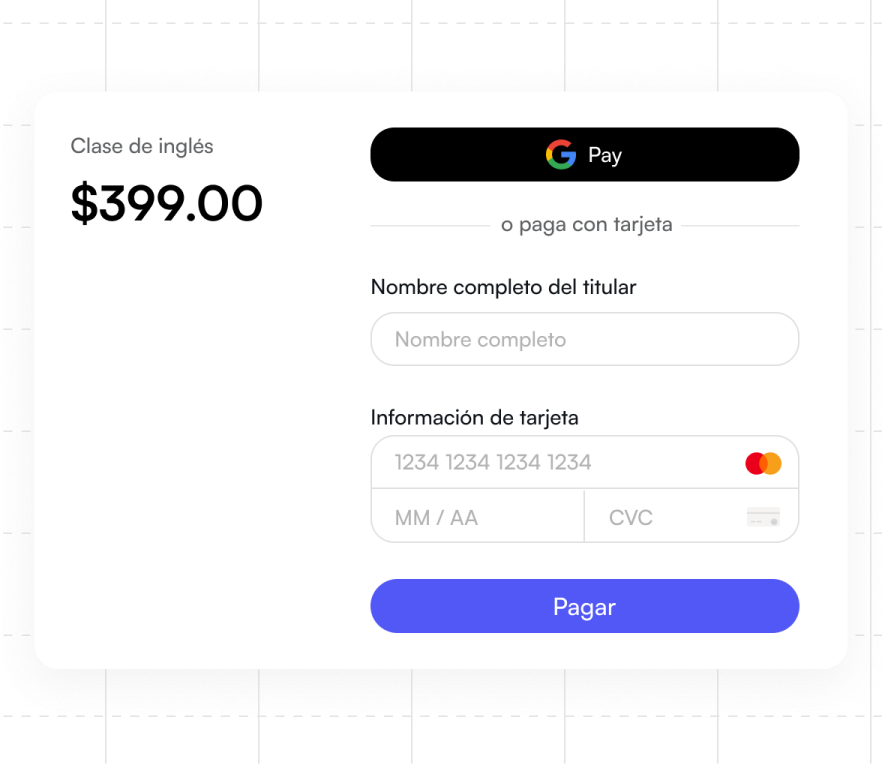 Clase de inglés
$399.00
Pay
o paga con tarjeta
Nombre completo del titular
Nombre completo
Información de tarjeta
1234 1234 1234 1234
MM / AA
CVC
Pagar